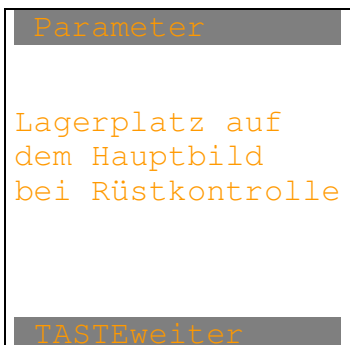 Parameter
Lagerplatz auf
dem Hauptbild
bei Rüstkontrolle
TASTEweiter